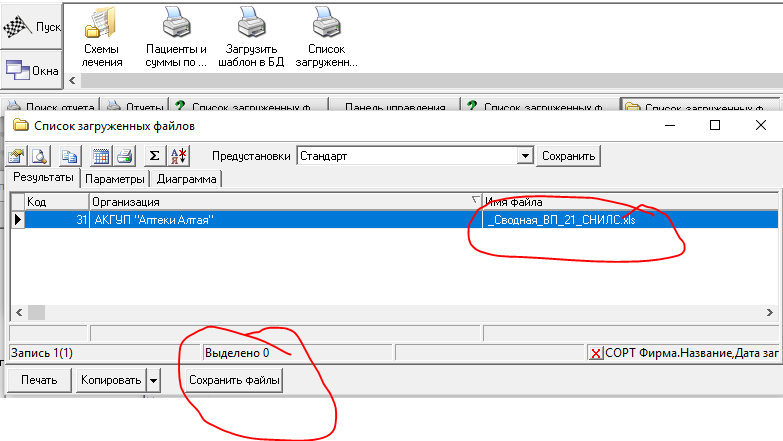 Пуск
Схемы лечения
Пациенты и суммы по ...
Загрузить шаблон в БД
Список загруженн...
Окна
Поиск отчета Отчеты Список загруженных ф Панель управления Список загруженных ф Список загруженных ф
Список загруженных файлов
Предустановки Стандарт Сохранить
Результаты Параметры Диаграмма
Код Организация Имя файла
31 АКГУП "Аптеки Алтая" _Сводная_ВП_21_СНИЛС.xls
Запись 1(1) Выделено 0 СОРТ Фирма.Название,Дата заг
Печать Копировать Сохранить файлы